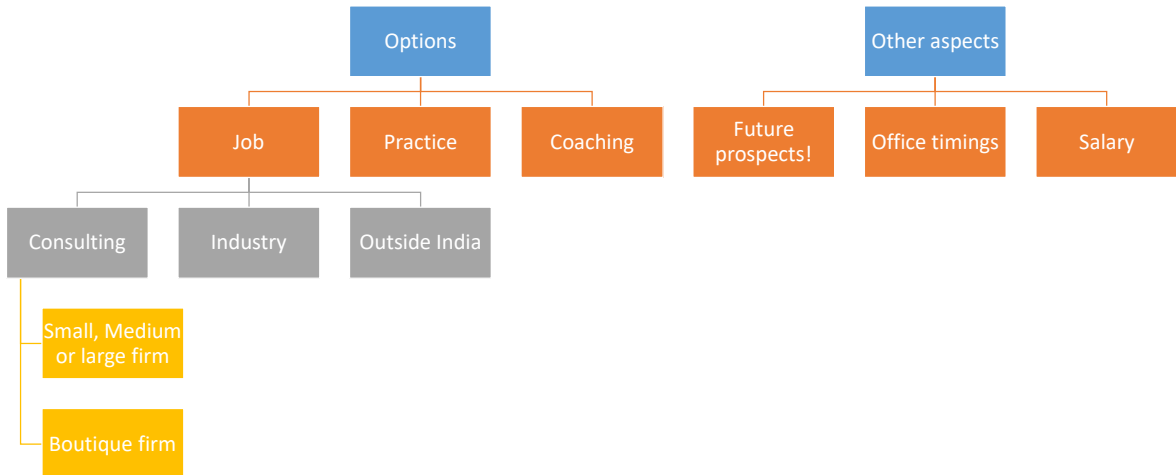 Options
Other aspects
Job
Practice
Coaching
Future
prospects!
Office timings
Salary
Consulting
Industry
Outside India
Small, Medium
or large firm
Boutique firm